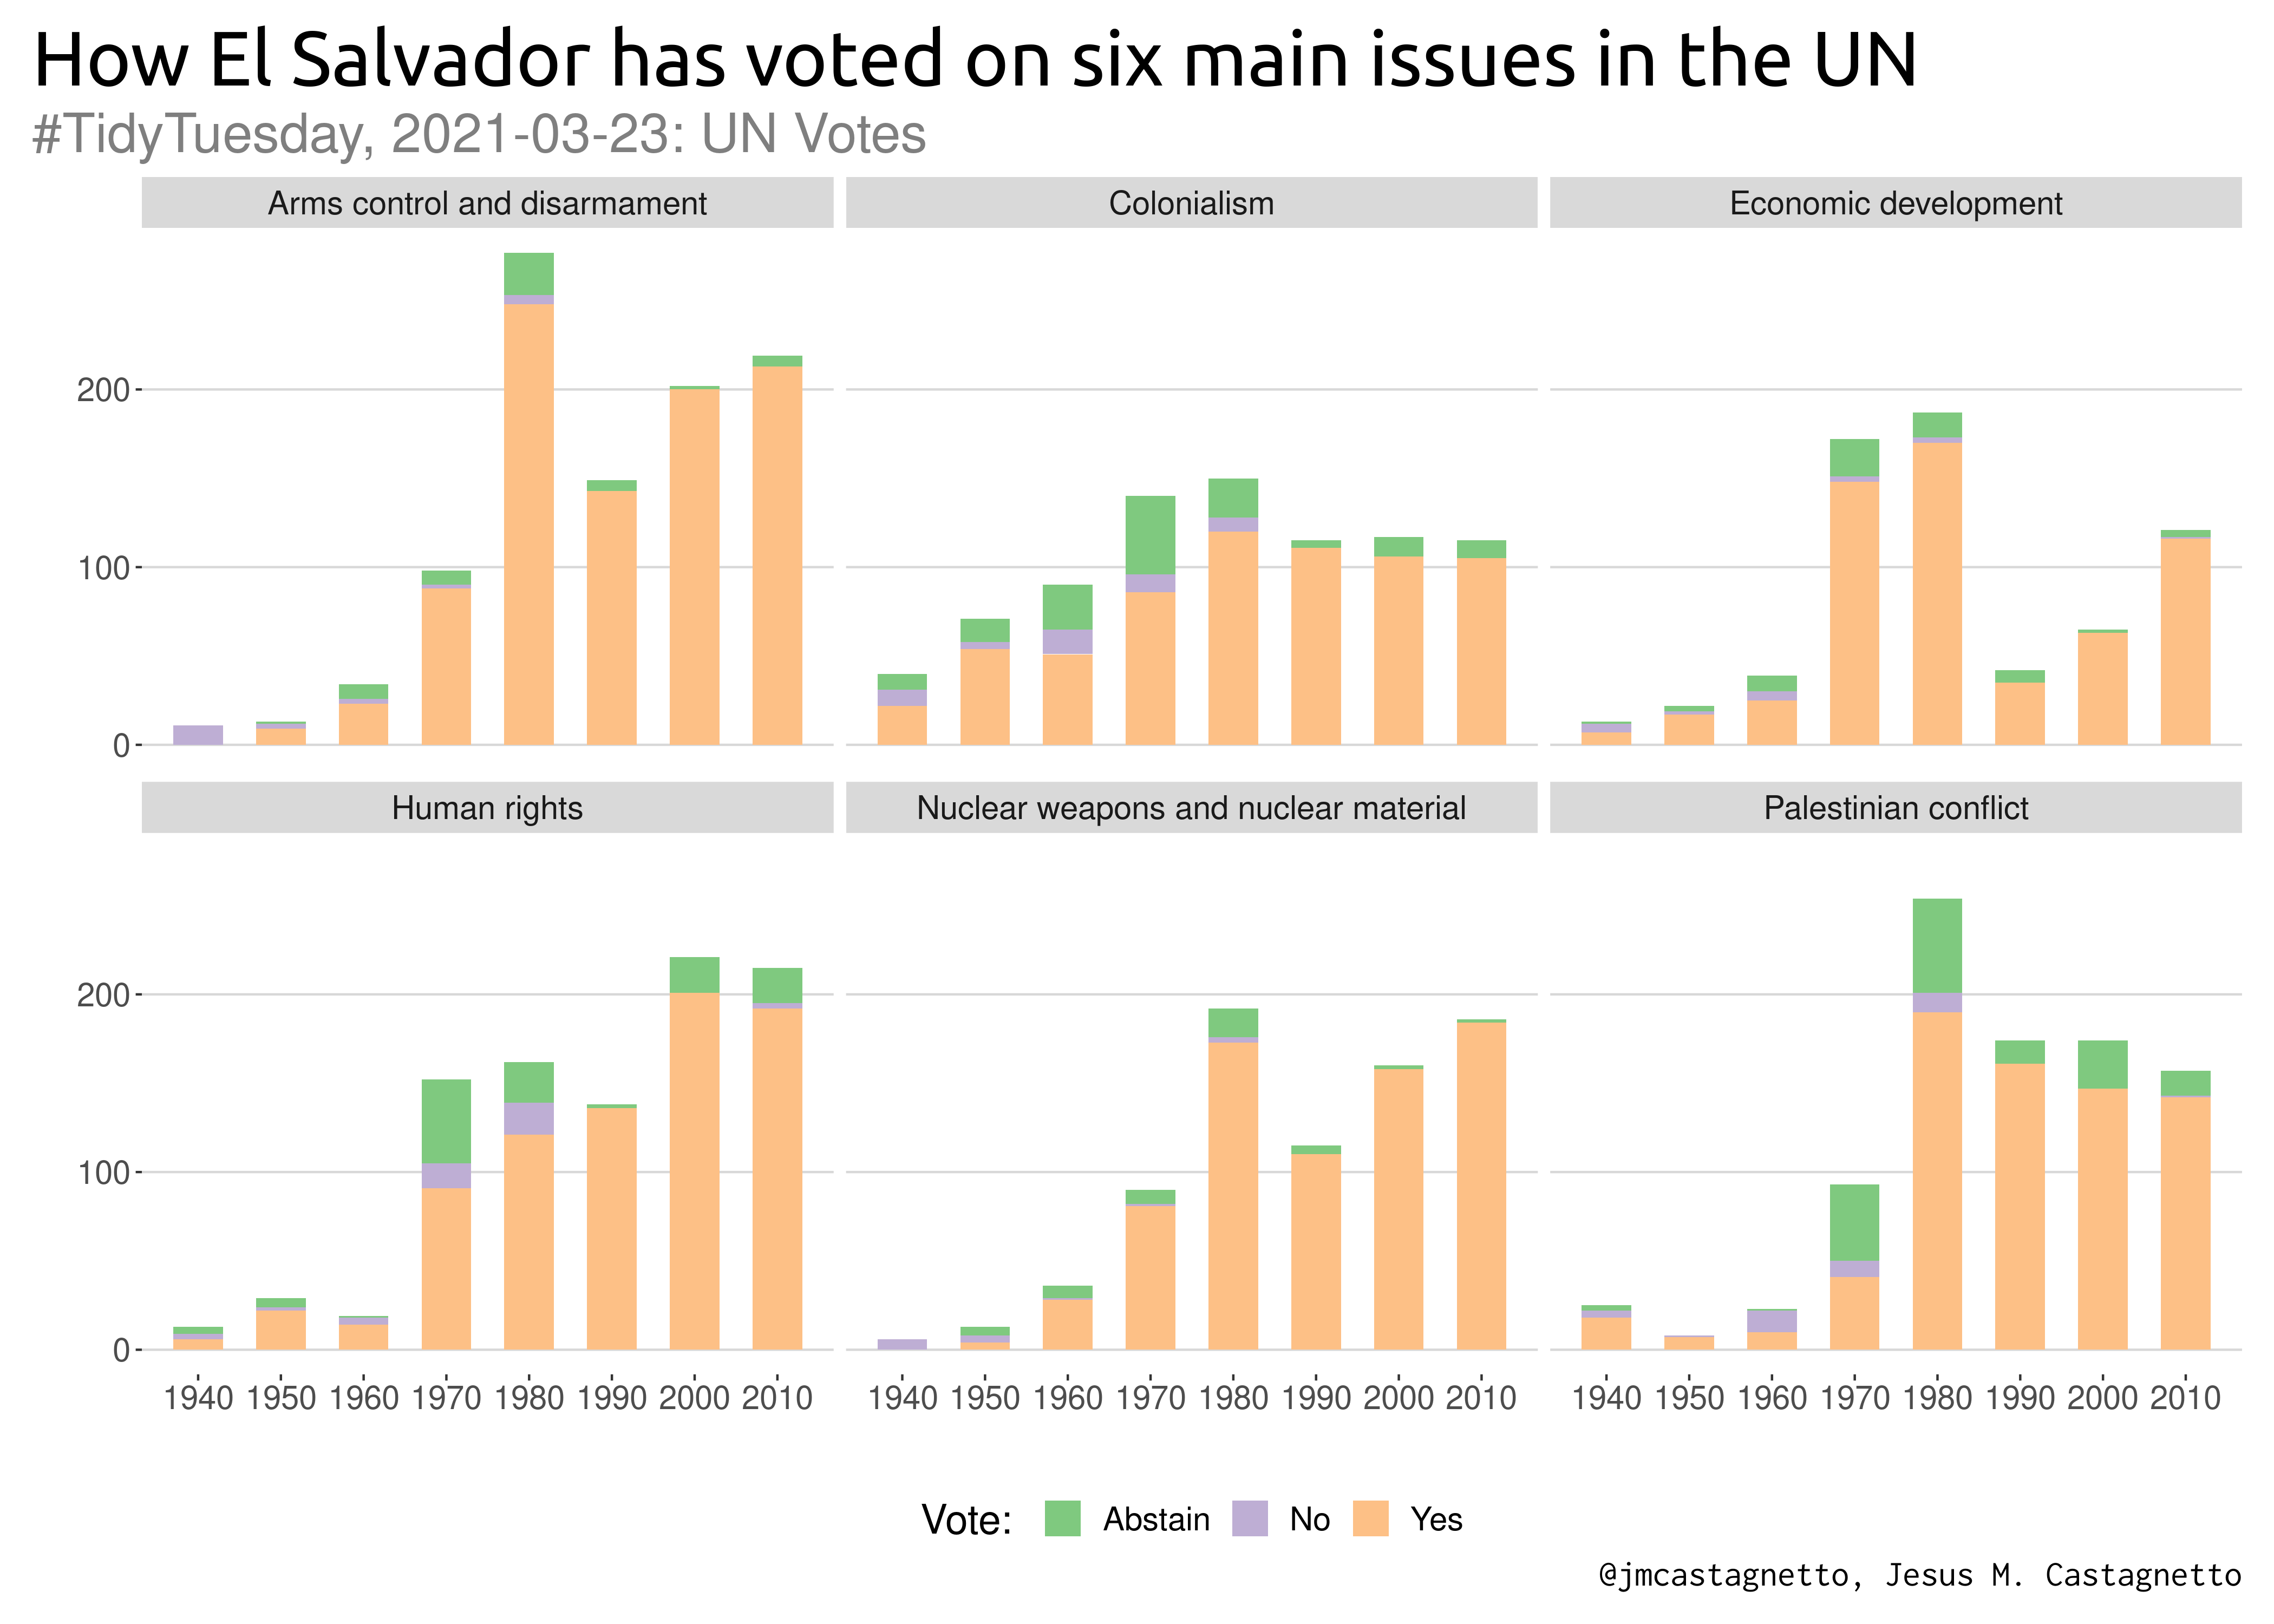 How El Salvador has voted on six main issues in the UN
#TidyTuesday, 2021-03-23: UN Votes
Arms control and disarmament
Colonialism
Economic development
200
100
0
Human rights
Nuclear weapons and nuclear material
Palestinian conflict
200
100
0
1940 1950 1960 1970 1980 1990 2000 2010
1940 1950 1960 1970 1980 1990 2000 2010
1940 1950 1960 1970 1980 1990 2000 2010
Vote: Abstain No Yes
@jmcastagnetto, Jesus M. Castagnetto